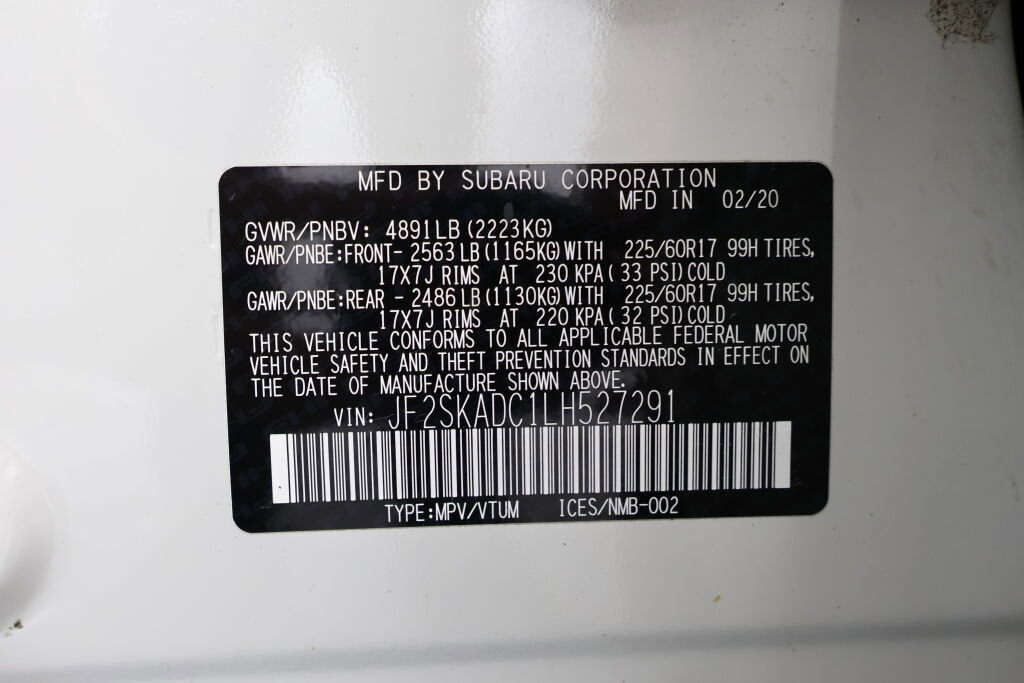 MFD BY SUBARU CORPORATION
MFD IN 02/20
GVWR/PNBV: 4891LB (2223KG)
GAWR/PNBE:FRONT- 2563 LB (1165KG) WITH 225/60R17 99H TIRES,
17X7J RIMS AT 230 KPA ( 33 PSI) COLD
GAWR/PNBE:REAR - 2486 LB (1130KG) WITH 225/60R17 99H TIRES,
17X7J RIMS AT 220 KPA ( 32 PSI) COLD
THIS VEHICLE CONFORMS TO ALL APPLICABLE FEDERAL MOTOR
VEHICLE SAFETY AND THEFT PREVENTION STANDARDS IN EFFECT ON
THE DATE OF MANUFACTURE SHOWN ABOVE.
VIN: JF2SKADC1LH527291
TYPE:MPV/VTUM ICES/NMB-002